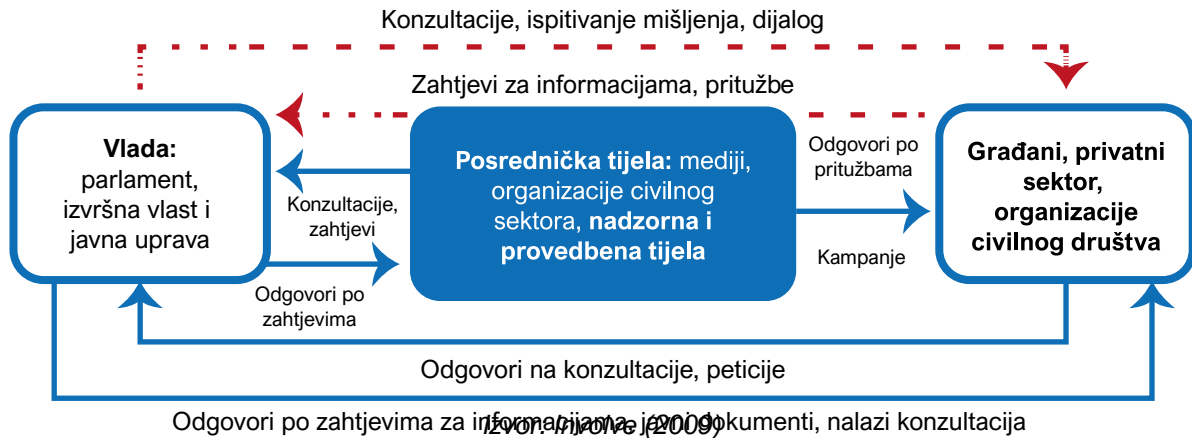 Konzultacije, ispitivanje mišljenja, dijalog
Zahtjevi za informacijama, pritužbe
Vlada:
parlament,
izvršna vlast i
javna uprava
Konzultacije,
zahtjevi
Odgovori po
zahtjevima
Posrednička tijela: mediji,
organizacije civilnog
sektora, nadzorna i
provedbena tijela
Odgovori po
pritužbama
Kampanje
Građani, privatni
sektor,
organizacije
civilnog društva
Odgovori na konzultacije, peticije
Odgovori po zahtjevima za informacijama, javni dokumenti, nalazi konzultacija
Izvor: Involve (2009)